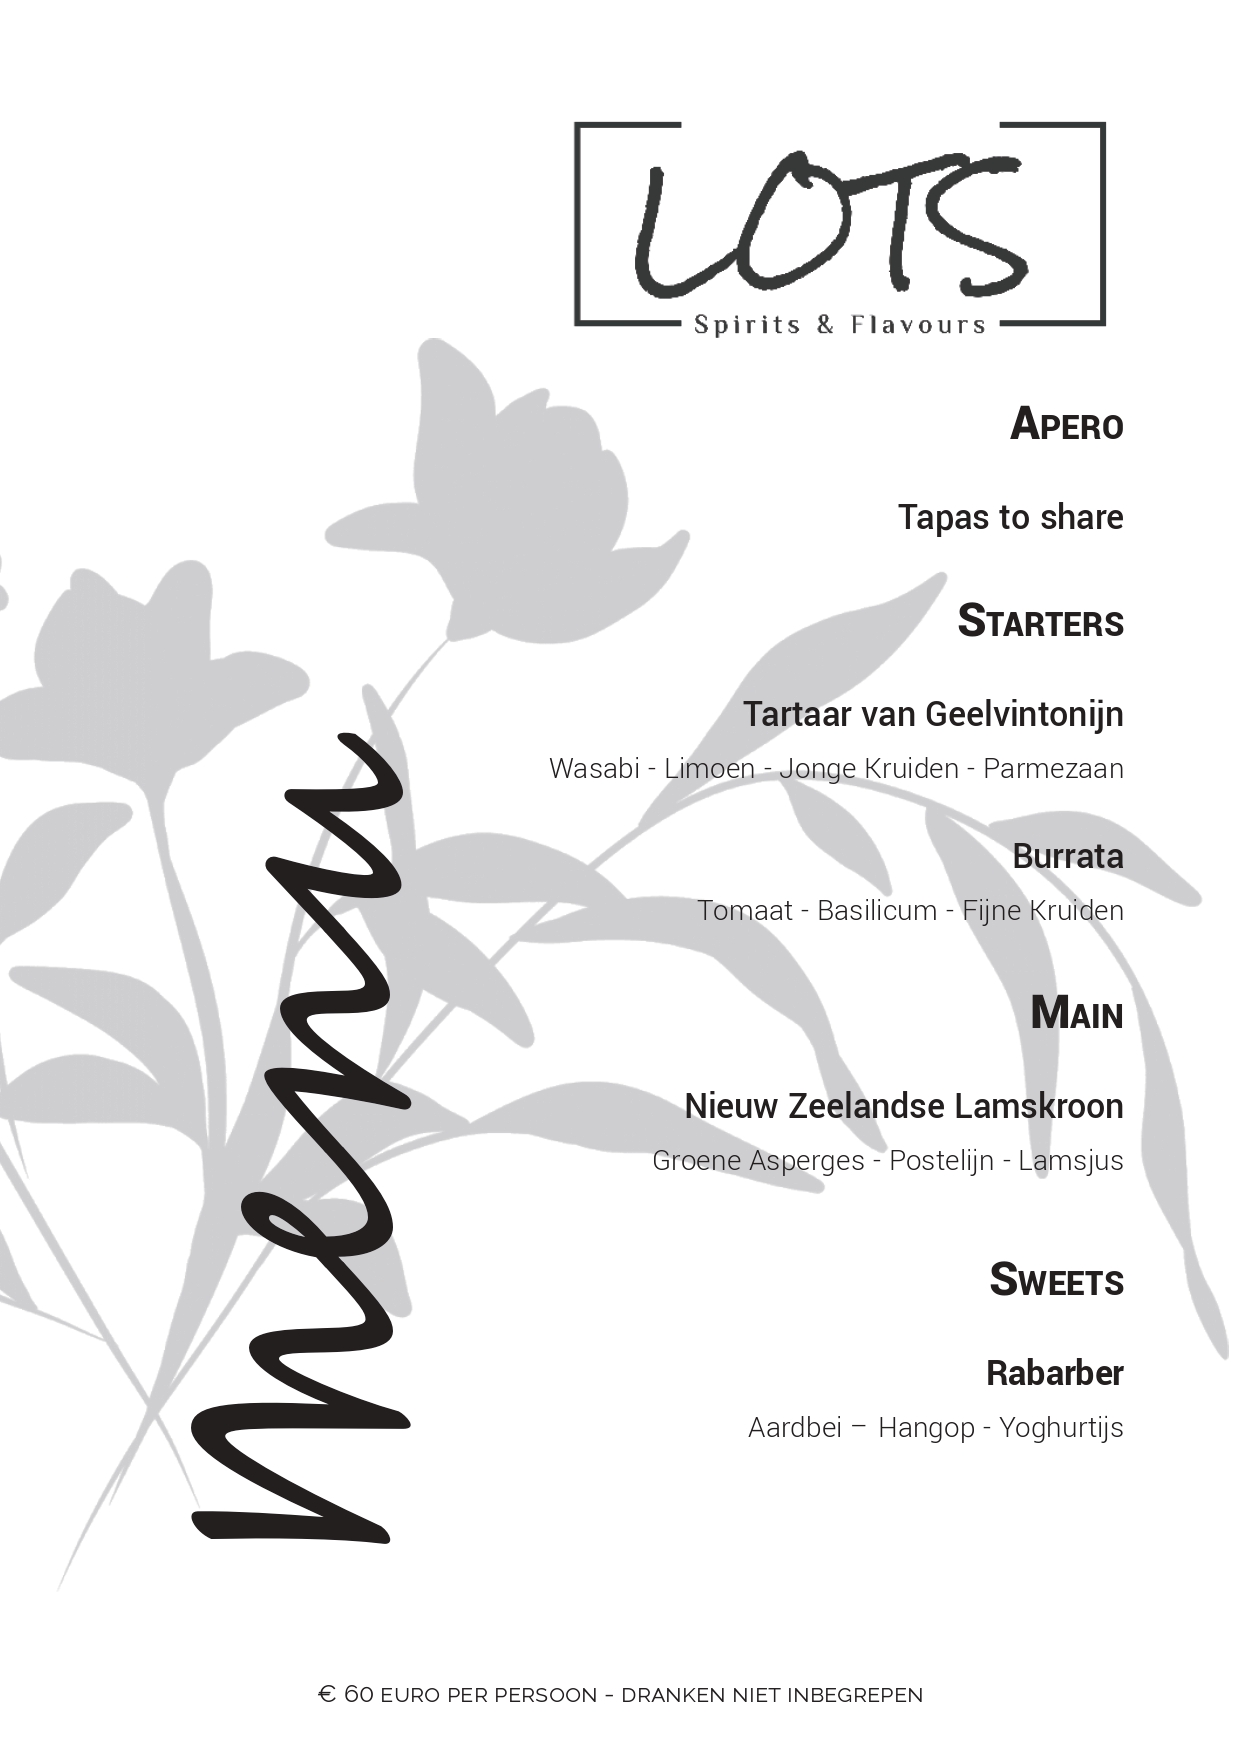 LOTS
Spirits & Flavours
menu
APERO
Tapas to share
STARTERS
Tartaar van Geelvintonijn
Wasabi - Limoen - Jonge Kruiden - Parmezaan
Burrata
Tomaat - Basilicum - Fijne Kruiden
MAIN
Nieuw Zeelandse Lamskroon
Groene Asperges - Postelijn - Lamsjus
SWEETS
Rabarber
Aardbei – Hangop - Yoghurtijs
€ 60 EURO PER PERSOON - DRANKEN NIET INBEGREPEN